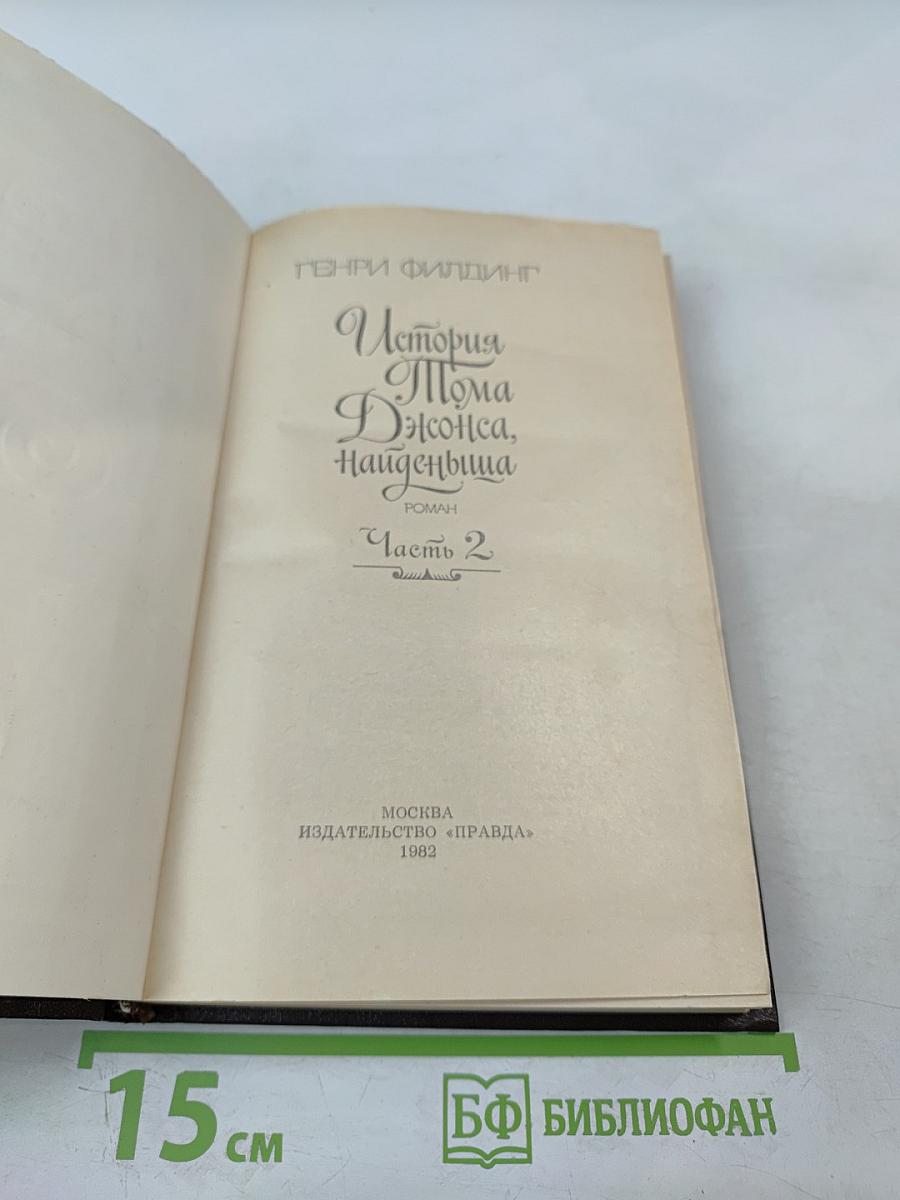 ГЕНРИ ФИЛДИНГ
История
Тома
Джонса,
найденыша
РОМАН
Часть 2
МОСКВА
ИЗДАТЕЛЬСТВО «ПРАВДА»
1982
15 см
БФ БИБЛИОФАН